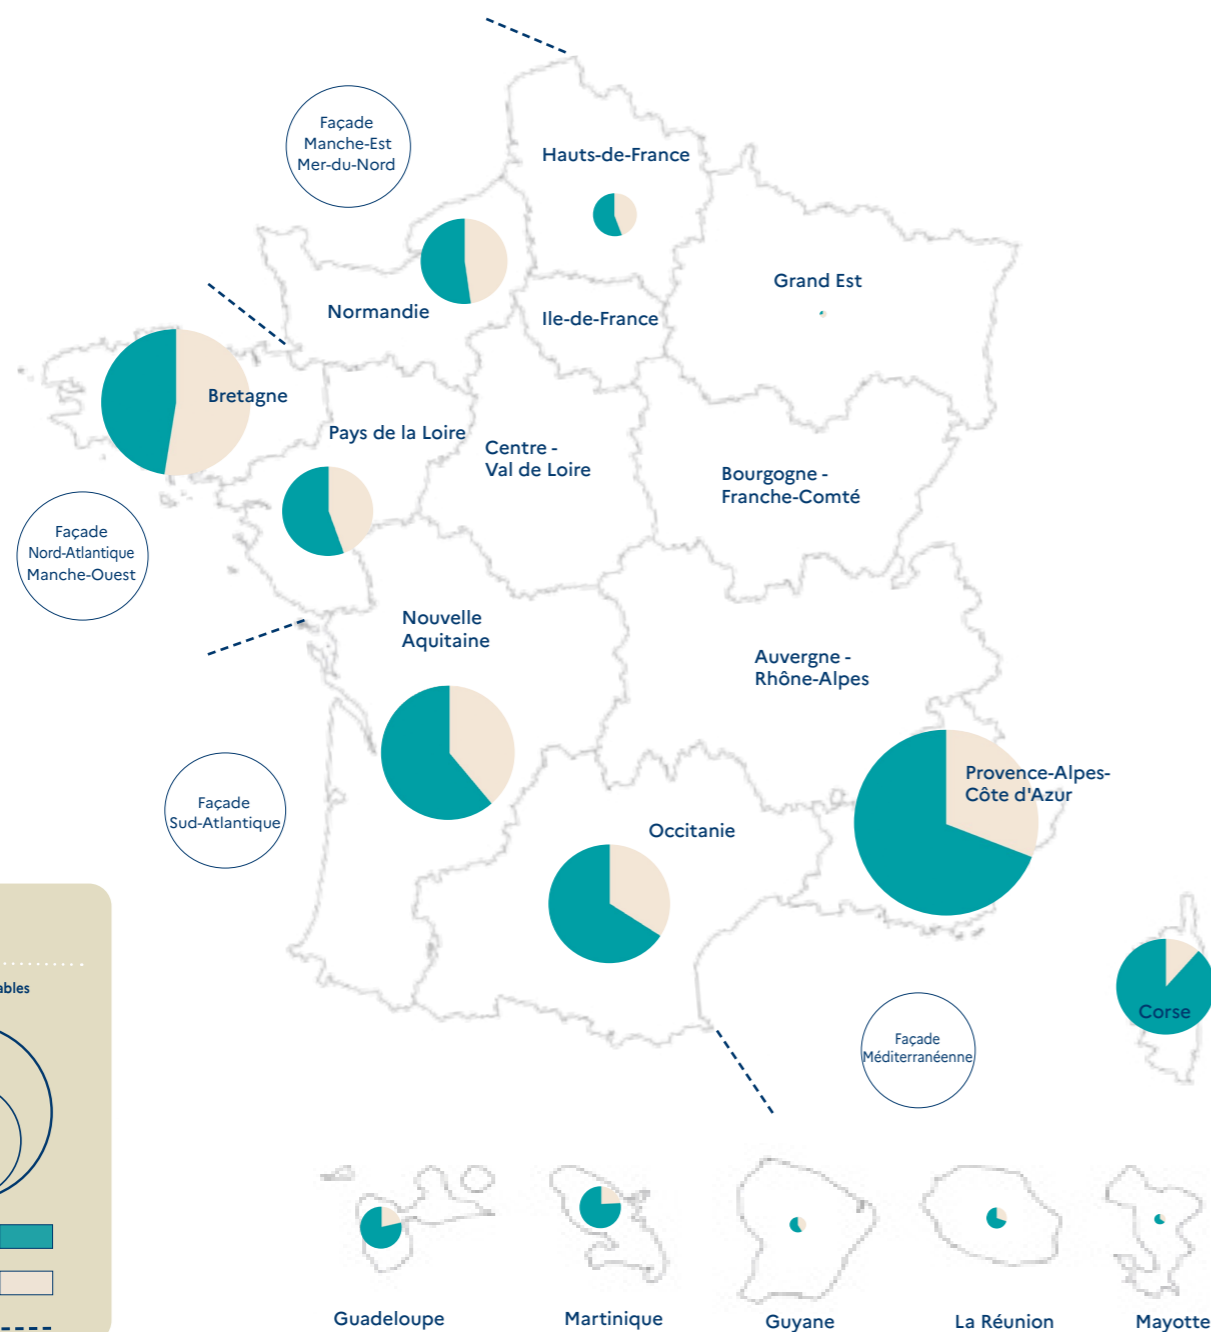 Façade
Manche-Est
Mer-du-Nord
Hauts-de-France
Grand Est
Normandie
Ile-de-France
Bretagne
Pays de la Loire
Centre -
Val de Loire
Bourgogne -
Franche-Comté
Façade
Nord-Atlantique
Manche-Ouest
Nouvelle
Aquitaine
Auvergne -
Rhône-Alpes
Provence-Alpes-
Côte d'Azur
Façade
Sud-Atlantique
Occitanie
Corse
Façade
Méditerranéenne
Guadeloupe
Martinique
Guyane
La Réunion
Mayotte